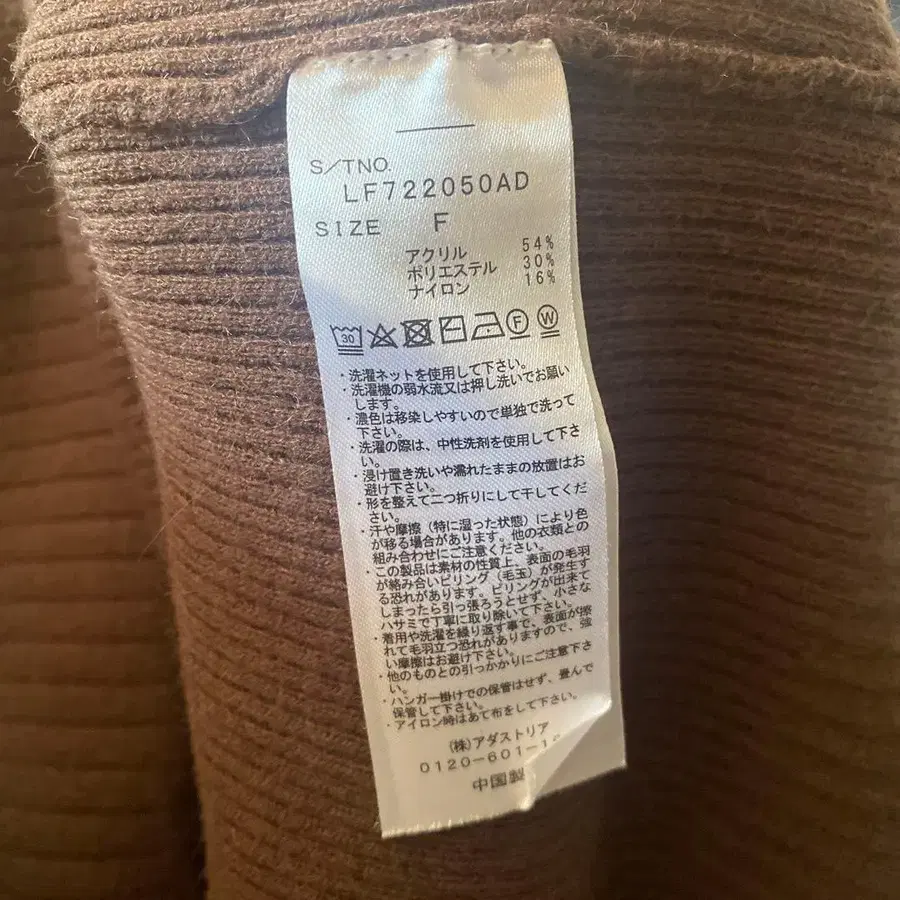 S/TNO.
LF722050AD
SIZE F
アクリル 54%
ポリエステル 30%
ナイロン 16%
30 F W
・洗濯ネットを使用して下さい。
・洗濯機の弱水流又は押し洗いでお願い
します。
・濃色は移染しやすいので単独で洗って
下さい。
・洗濯の際は、中性洗剤を使用して下さ
い。
・浸け置き洗いや濡れたままの放置はお
避け下さい。
・形を整えて二つ折りにして干してくだ
さい。
・汗や摩擦（特に湿った状態）により色
が移る場合があります。他の衣類との
組み合わせにご注意ください。
・この製品は素材の性質上、表面の毛羽
が絡み合いピリング（毛玉）が発生す
る恐れがあります。ピリングが出来て
しまったら引っ張ろうとせず、小さな
ハサミで丁寧に取り除いて下さい。
・着用や洗濯を繰り返す事で、表面が擦
れて毛羽立つ恐れがありますので、強
い摩擦はお避け下さい。
・他のものとの引っかかりにご注意下さ
い。
・ハンガー掛けでの保管はせず、畳んで
保管して下さい。
・アイロン時はあて布をして下さい。
(株)アダストリア
0120-601-1
中国製